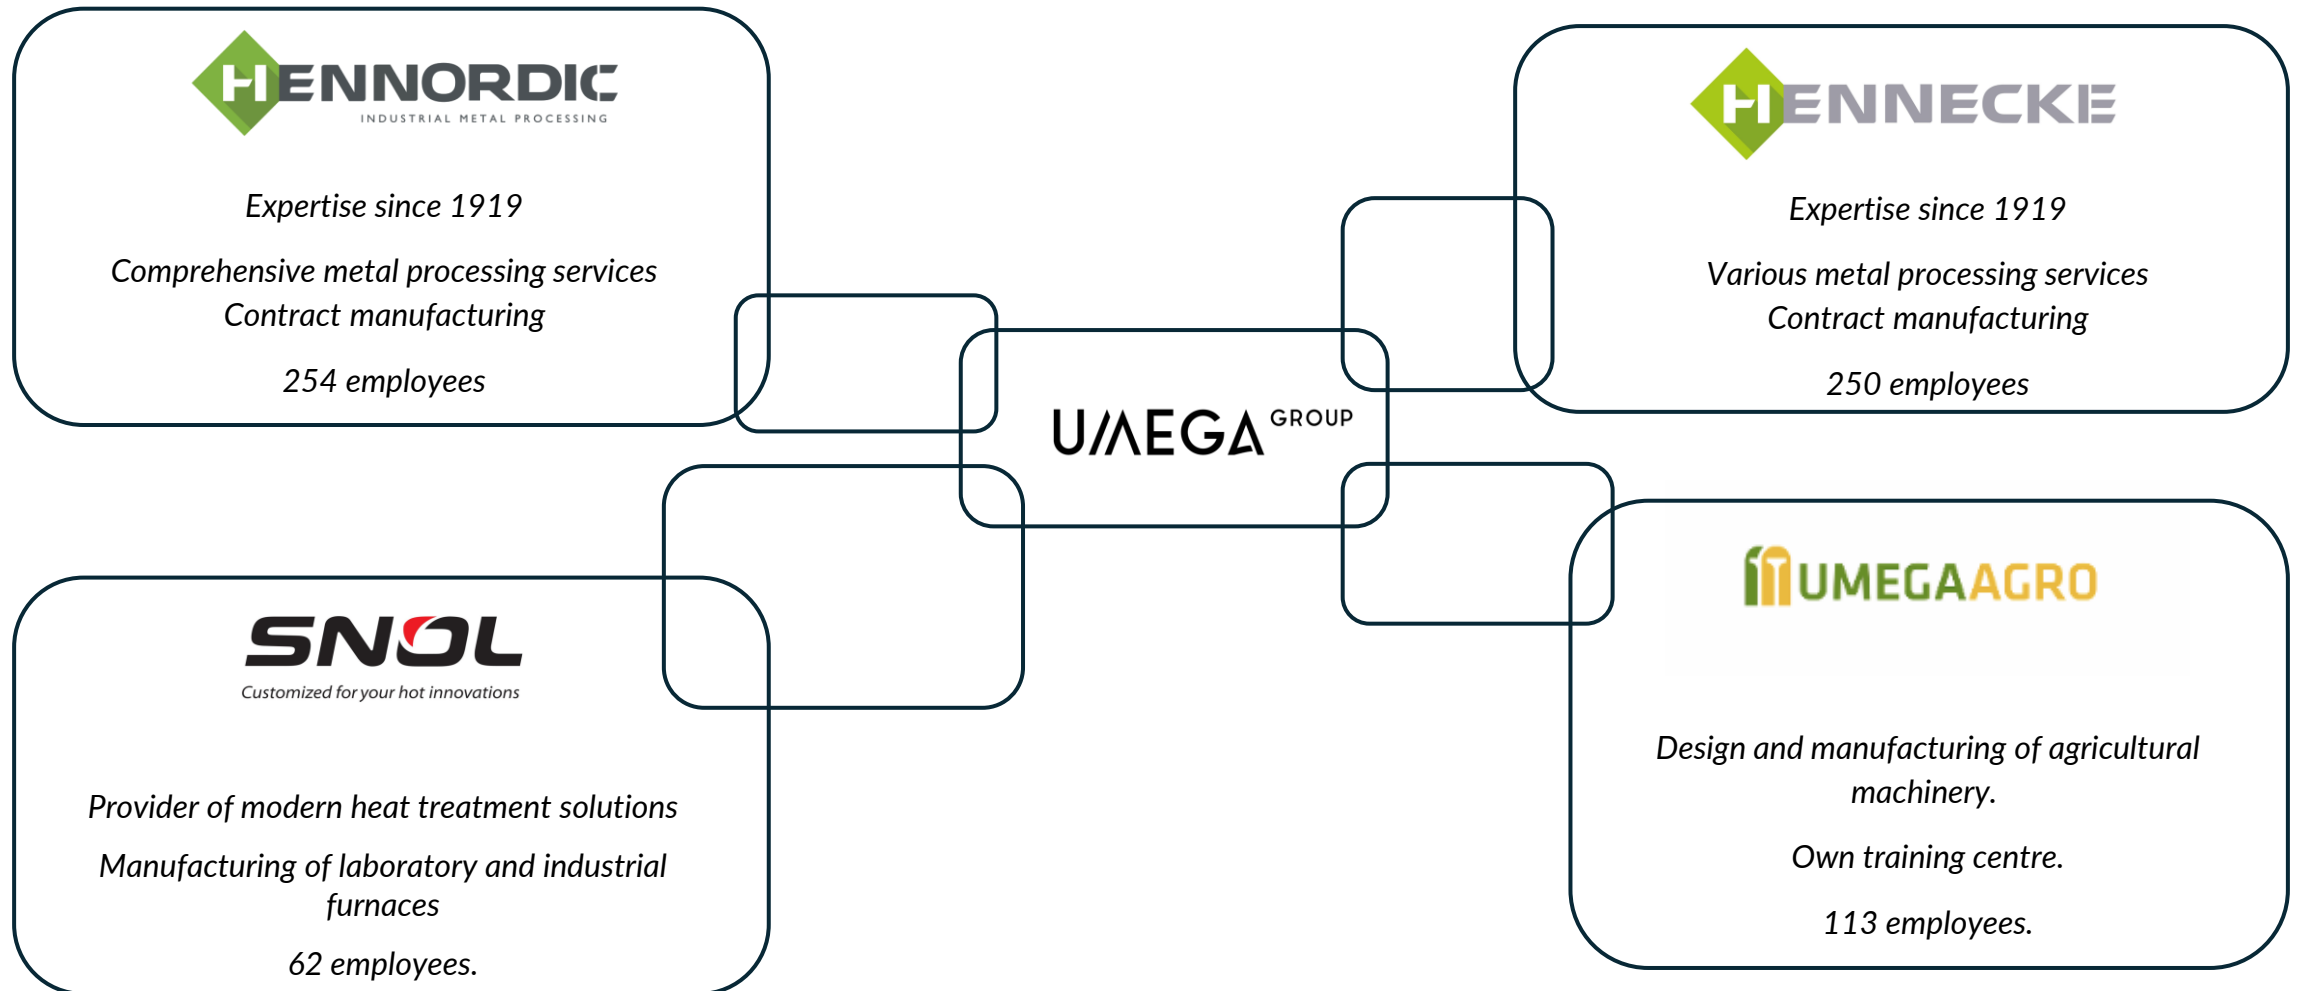 HENNORDIC
INDUSTRIAL METAL PROCESSING
Expertise since 1919
Comprehensive metal processing services
Contract manufacturing
254 employees
HENNECKE
Expertise since 1919
Various metal processing services
Contract manufacturing
250 employees
UMEGA GROUP
SNOL
Customized for your hot innovations
Provider of modern heat treatment solutions
Manufacturing of laboratory and industrial
furnaces
62 employees.
UMEGAAGRO
Design and manufacturing of agricultural
machinery.
Own training centre.
113 employees.